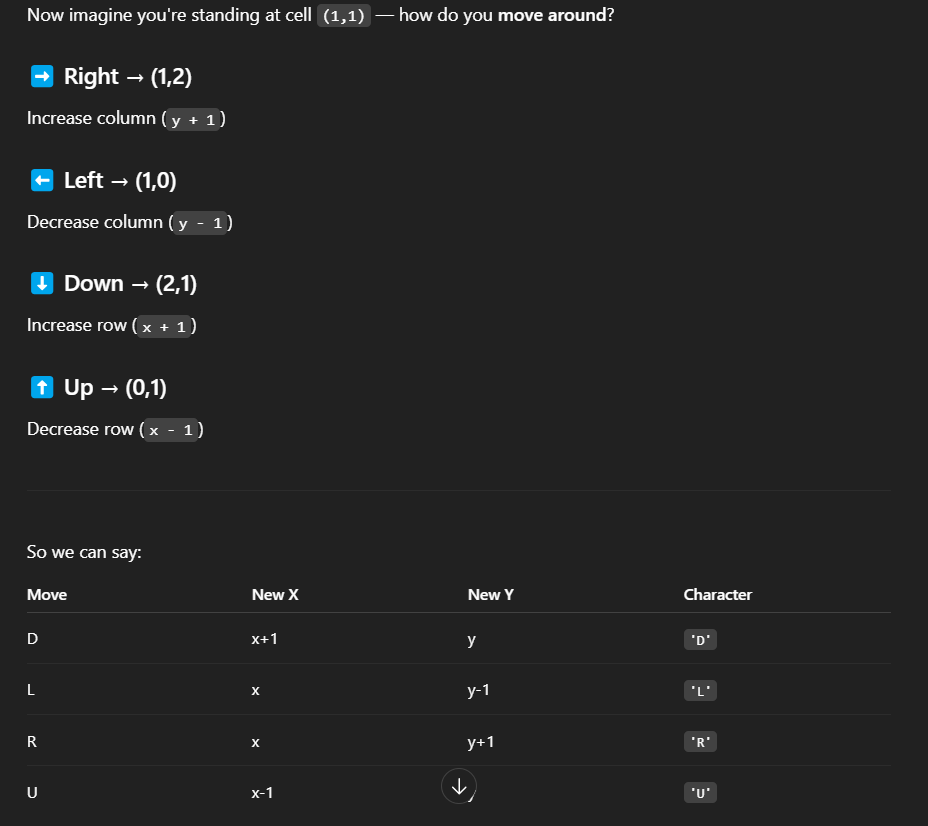 Now imagine you're standing at cell (1,1) — how do you move around?
➡ Right → (1,2)
Increase column ( y + 1 )
⬅ Left → (1,0)
Decrease column ( y - 1 )
⬇ Down → (2,1)
Increase row ( x + 1 )
⬆ Up → (0,1)
Decrease row ( x - 1 )
So we can say:
Move New X New Y Character
D x+1 y 'D'
L x y-1 'L'
R x y+1 'R'
U x-1 'U'